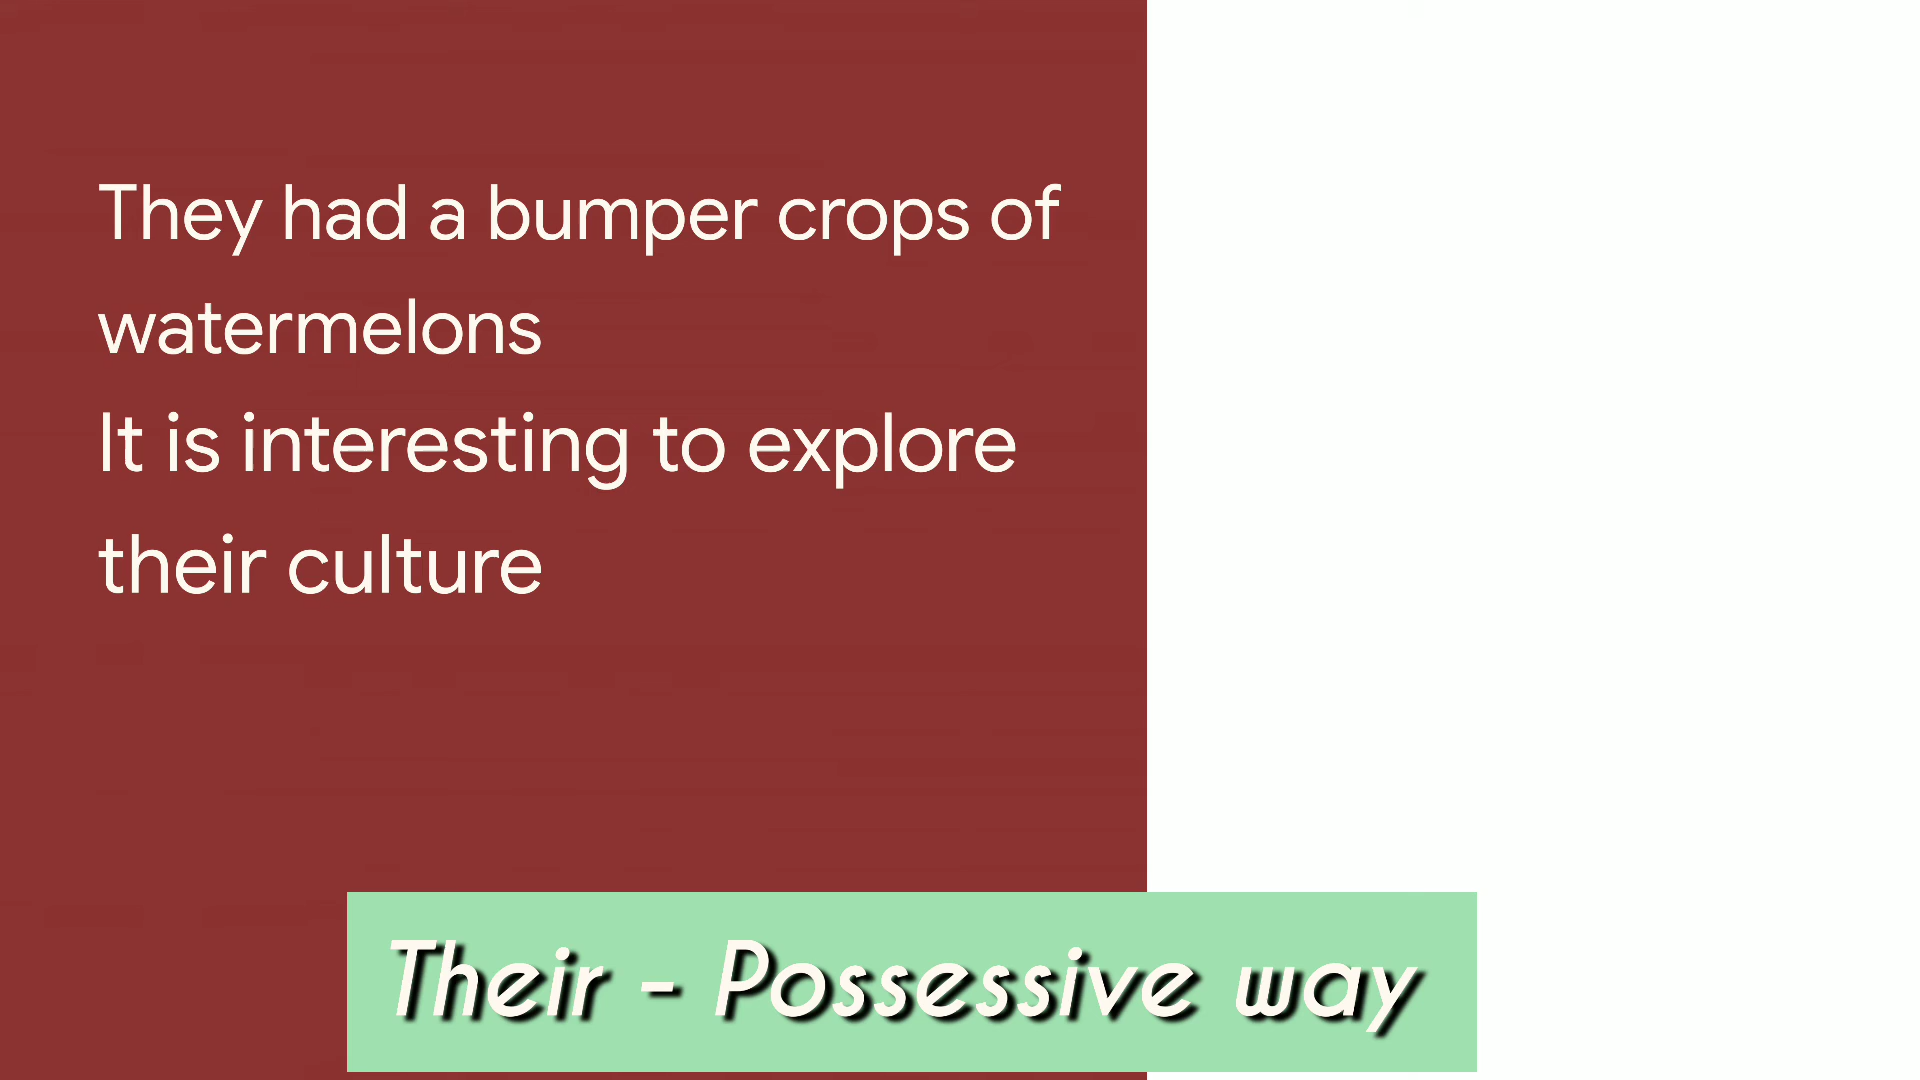 They had a bumper crops of
watermelons
It is interesting to explore
their culture
Their - Possessive way